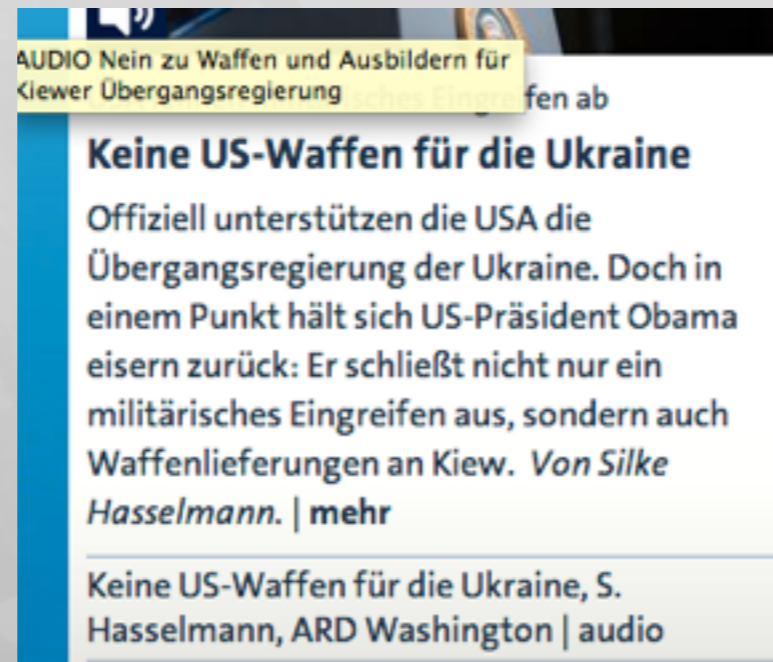 AUDIO Nein zu Waffen und Ausbildern für
Kiewer Übergangsregierung
sches Eingreifen ab
Keine US-Waffen für die Ukraine
Offiziell unterstützen die USA die
Übergangsregierung der Ukraine. Doch in
einem Punkt hält sich US-Präsident Obama
eisern zurück: Er schließt nicht nur ein
militärisches Eingreifen aus, sondern auch
Waffenlieferungen an Kiew. Von Silke
Hasselmann. | mehr
Keine US-Waffen für die Ukraine, S.
Hasselmann, ARD Washington | audio